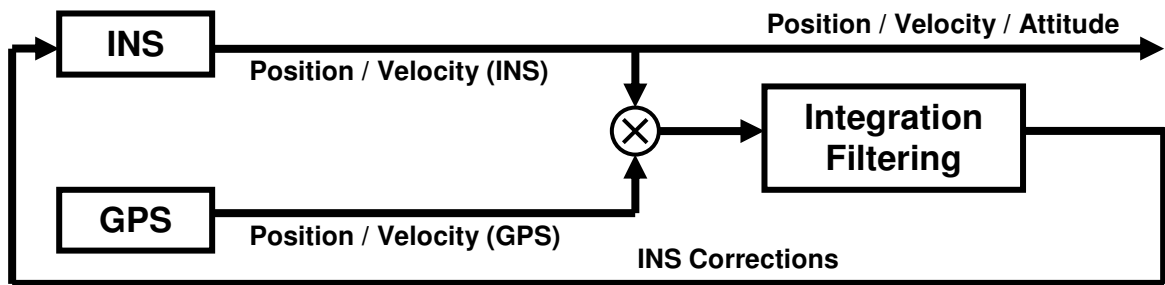 Position / Velocity / Attitude
INS
Position / Velocity (INS)
Integration
Filtering
GPS
Position / Velocity (GPS)
INS Corrections